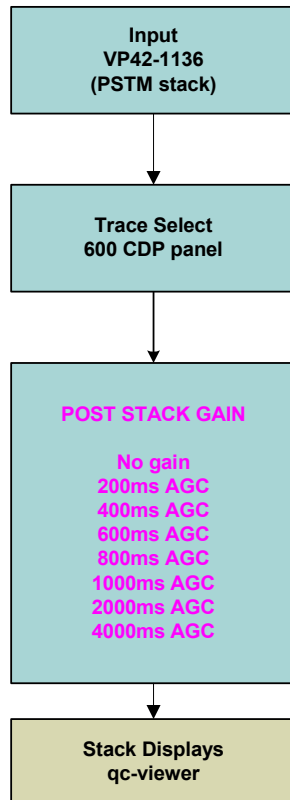 Input
VP42-1136
(PSTM stack)
Trace Select
600 CDP panel
POST STACK GAIN
No gain
200ms AGC
400ms AGC
600ms AGC
800ms AGC
1000ms AGC
2000ms AGC
4000ms AGC
Stack Displays
qc-viewer